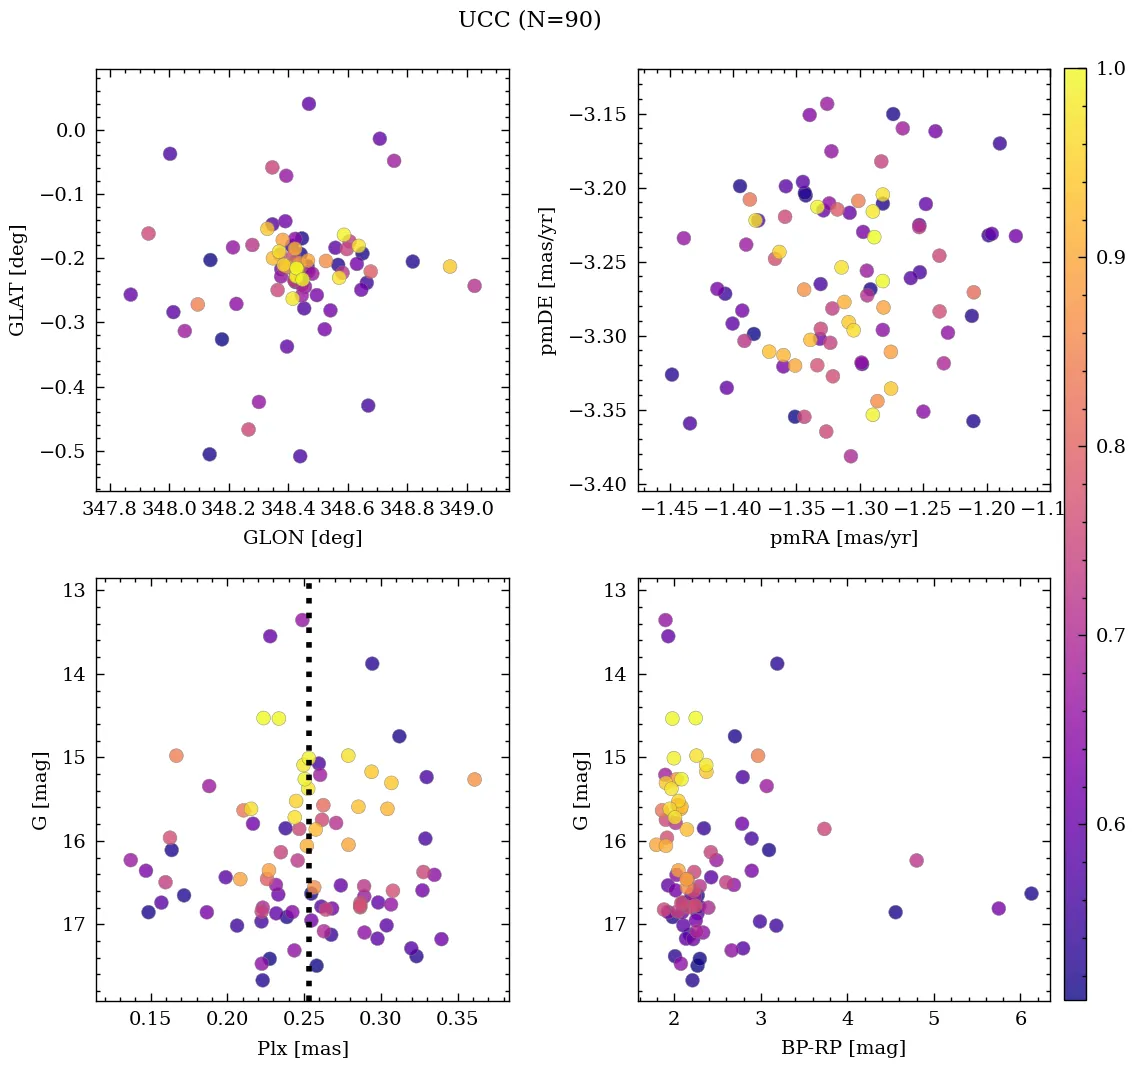 UCC (N=90)
0.0
−0.1
−0.2
−0.3
−0.4
−0.5
GLAT [deg]
347.8 348.0 348.2 348.4 348.6 348.8 349.0
GLON [deg]
−3.15
−3.20
−3.25
−3.30
−3.35
−3.40
pmDE [mas/yr]
−1.45 −1.40 −1.35 −1.30 −1.25 −1.20 −1.1
pmRA [mas/yr]
1.0
0.9
0.8
0.7
0.6
13
14
15
16
17
G [mag]
0.15 0.20 0.25 0.30 0.35
Plx [mas]
13
14
15
16
17
G [mag]
2 3 4 5 6
BP-RP [mag]